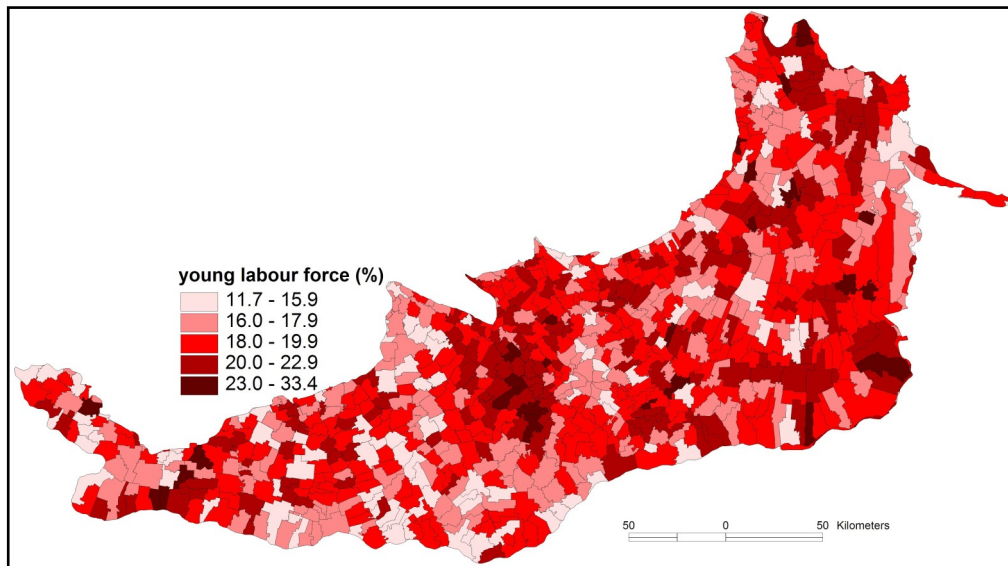 young labour force (%)
11.7 - 15.9
16.0 - 17.9
18.0 - 19.9
20.0 - 22.9
23.0 - 33.4
50 0 50 Kilometers